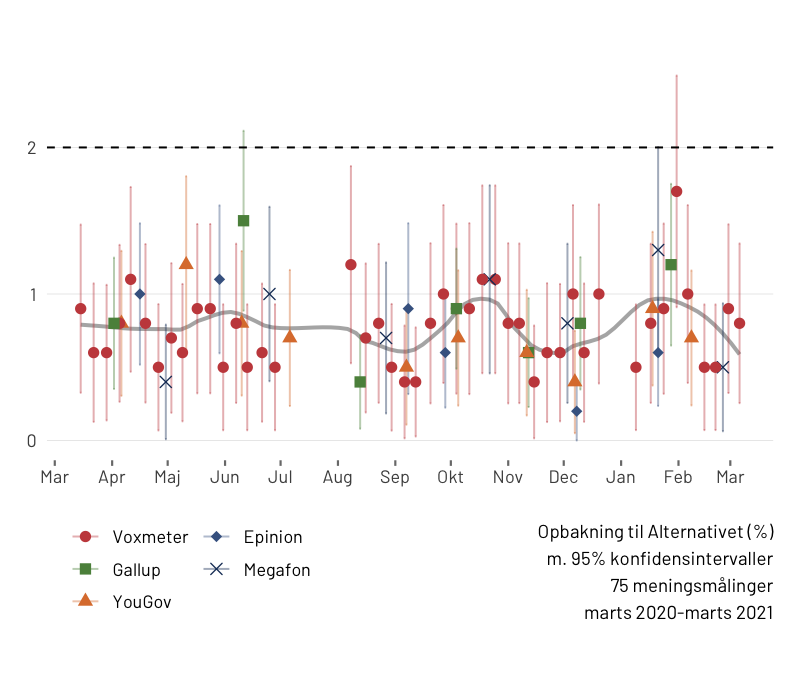 2
1
0
Mar Apr Maj Jun Jul Aug Sep Okt Nov Dec Jan Feb Mar
Voxmeter Epinion
Gallup Megafon
YouGov
Opbakning til Alternativet (%)
m. 95% konfidensintervaller
75 meningsmålinger
marts 2020-marts 2021